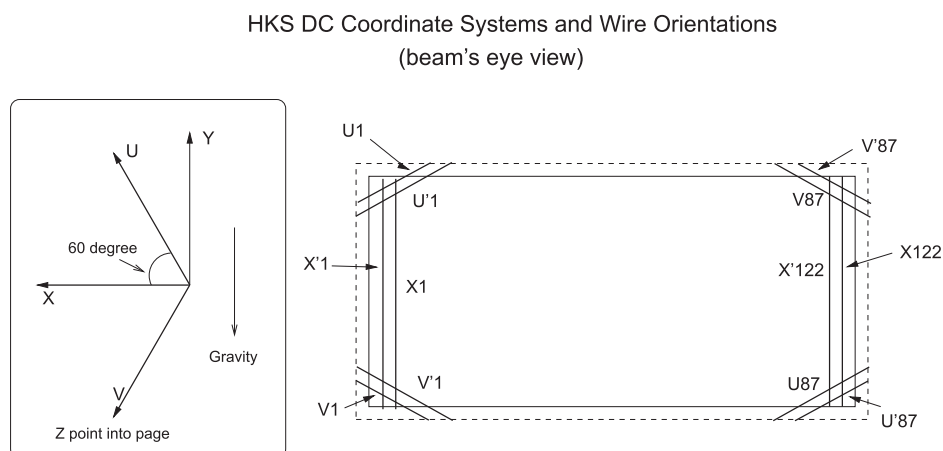 HKS DC Coordinate Systems and Wire Orientations
(beam's eye view)
U
Y
60 degree
X
Gravity
V
Z point into page
U1
V'87
U'1
V87
X'1
X1
X'122
X122
V'1
U87
V1
U'87